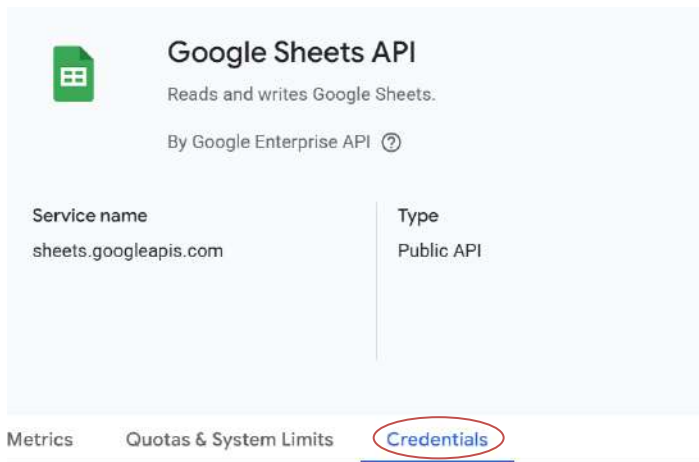 Google Sheets API
Reads and writes Google Sheets.
By Google Enterprise API
Service name
sheets.googleapis.com
Type
Public API
Metrics Quotas & System Limits Credentials